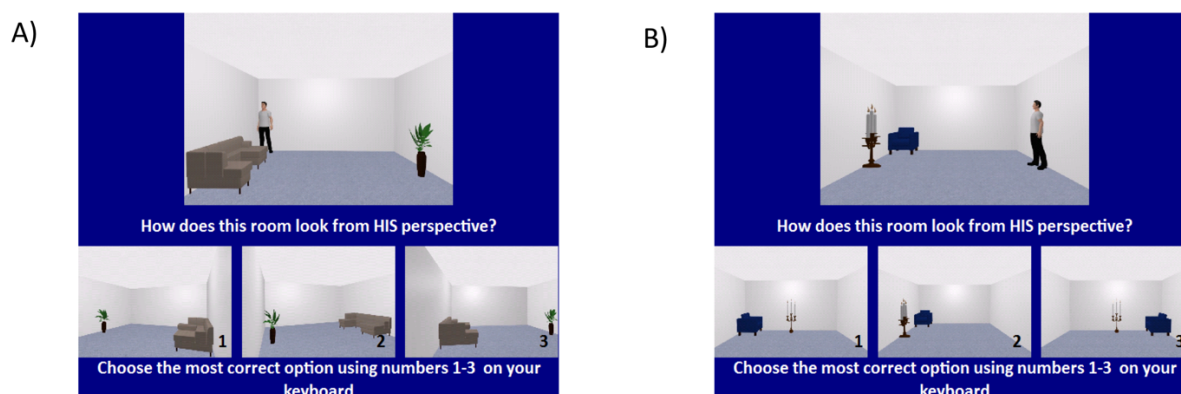 A)
How does this room look from HIS perspective?
1
2
3
Choose the most correct option using numbers 1-3 on your
keyboard
B)
How does this room look from HIS perspective?
1
2
3
Choose the most correct option using numbers 1-3 on your
keyboard